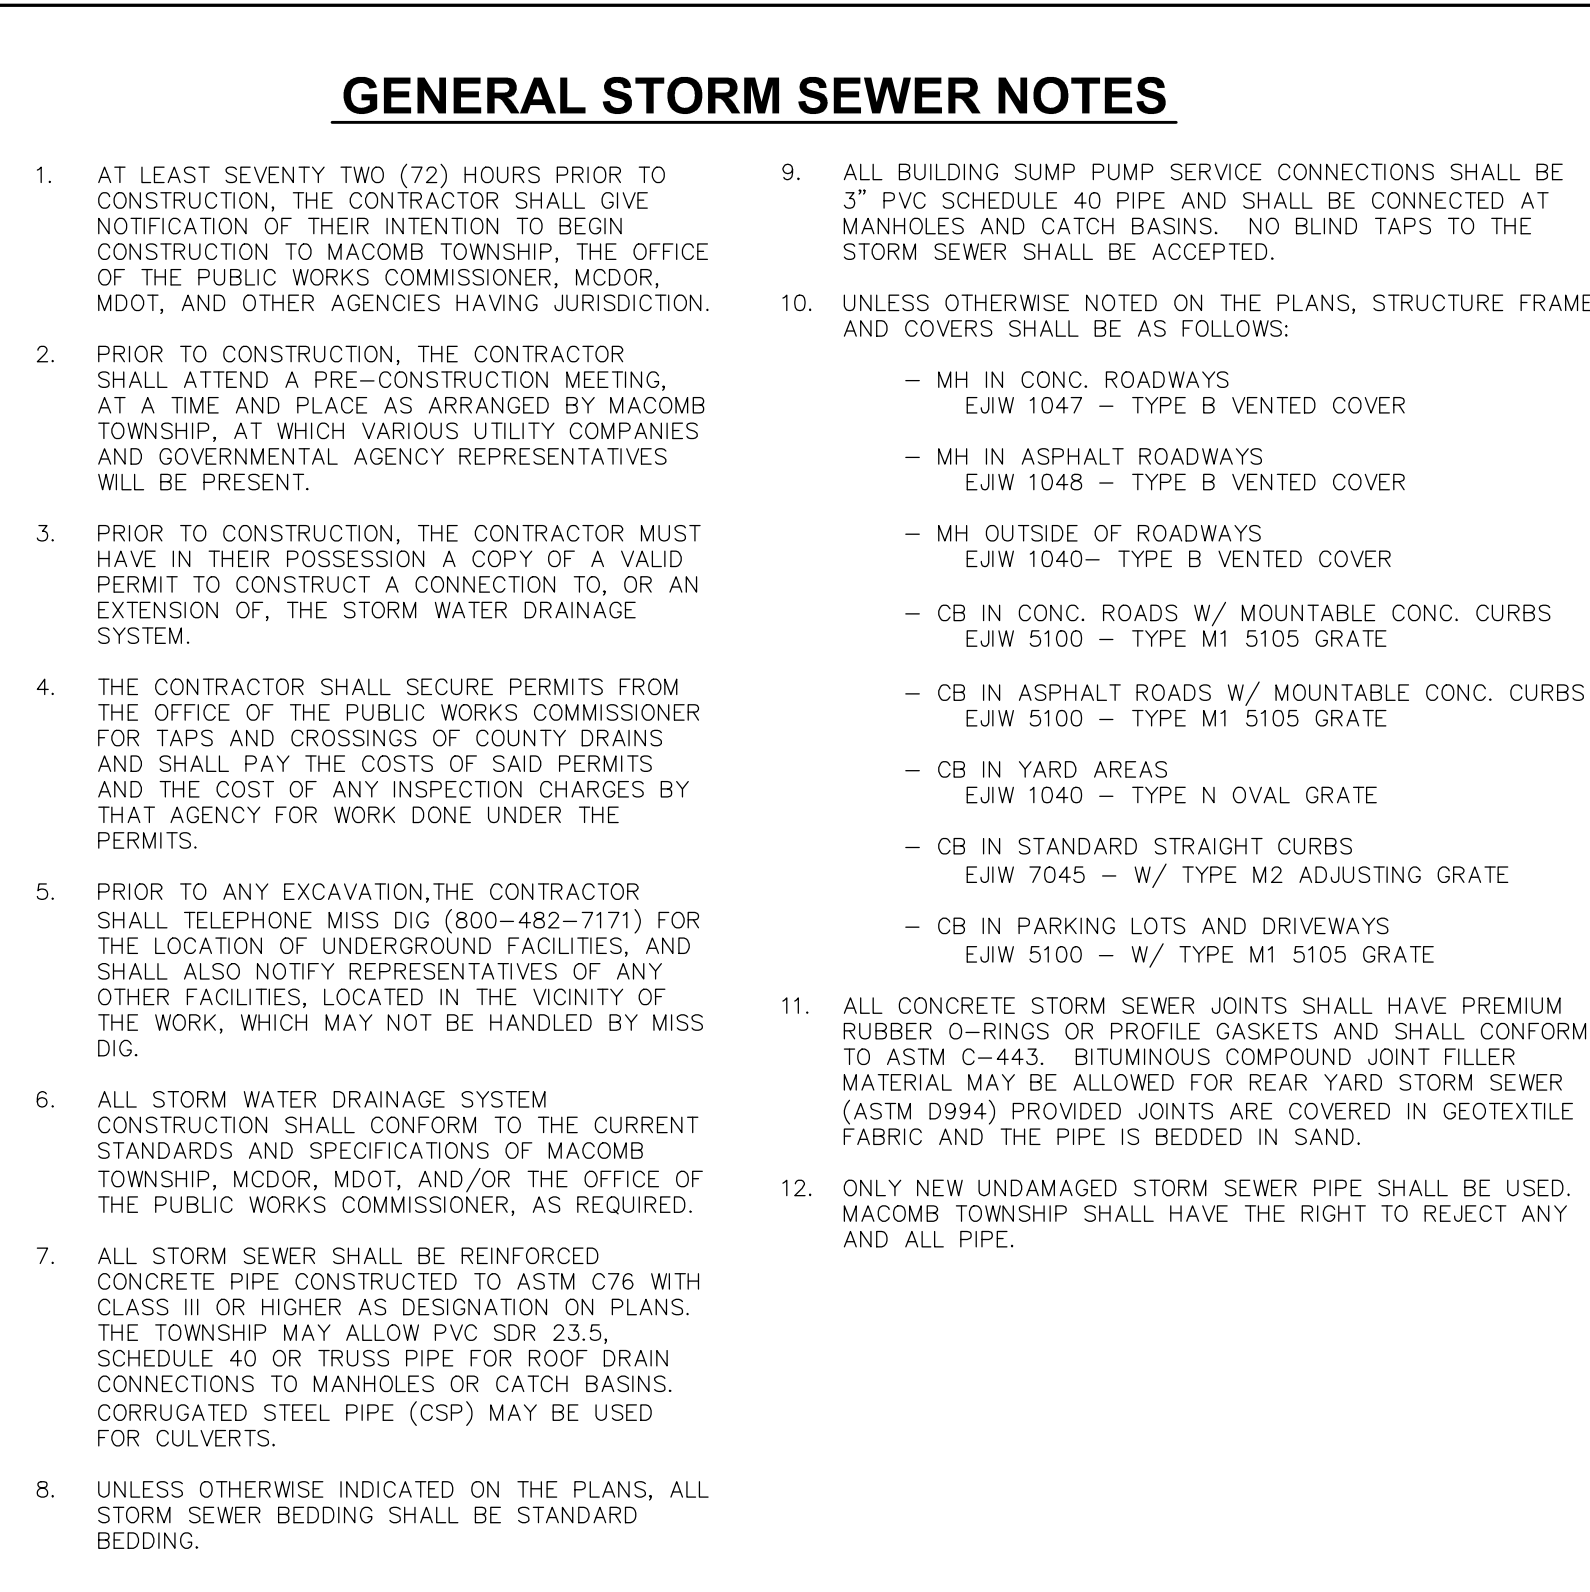 GENERAL STORM SEWER NOTES
1. AT LEAST SEVENTY TWO (72) HOURS PRIOR TO
CONSTRUCTION, THE CONTRACTOR SHALL GIVE
NOTIFICATION OF THEIR INTENTION TO BEGIN
CONSTRUCTION TO MACOMB TOWNSHIP, THE OFFICE
OF THE PUBLIC WORKS COMMISSIONER, MCDOR,
MDOT, AND OTHER AGENCIES HAVING JURISDICTION.
2. PRIOR TO CONSTRUCTION, THE CONTRACTOR
SHALL ATTEND A PRE–CONSTRUCTION MEETING,
AT A TIME AND PLACE AS ARRANGED BY MACOMB
TOWNSHIP, AT WHICH VARIOUS UTILITY COMPANIES
AND GOVERNMENTAL AGENCY REPRESENTATIVES
WILL BE PRESENT.
3. PRIOR TO CONSTRUCTION, THE CONTRACTOR MUST
HAVE IN THEIR POSSESSION A COPY OF A VALID
PERMIT TO CONSTRUCT A CONNECTION TO, OR AN
EXTENSION OF, THE STORM WATER DRAINAGE
SYSTEM.
4. THE CONTRACTOR SHALL SECURE PERMITS FROM
THE OFFICE OF THE PUBLIC WORKS COMMISSIONER
FOR TAPS AND CROSSINGS OF COUNTY DRAINS
AND SHALL PAY THE COSTS OF SAID PERMITS
AND THE COST OF ANY INSPECTION CHARGES BY
THAT AGENCY FOR WORK DONE UNDER THE
PERMITS.
5. PRIOR TO ANY EXCAVATION,THE CONTRACTOR
SHALL TELEPHONE MISS DIG (800–482–7171) FOR
THE LOCATION OF UNDERGROUND FACILITIES, AND
SHALL ALSO NOTIFY REPRESENTATIVES OF ANY
OTHER FACILITIES, LOCATED IN THE VICINITY OF
THE WORK, WHICH MAY NOT BE HANDLED BY MISS
DIG.
6. ALL STORM WATER DRAINAGE SYSTEM
CONSTRUCTION SHALL CONFORM TO THE CURRENT
STANDARDS AND SPECIFICATIONS OF MACOMB
TOWNSHIP, MCDOR, MDOT, AND/OR THE OFFICE OF
THE PUBLIC WORKS COMMISSIONER, AS REQUIRED.
7. ALL STORM SEWER SHALL BE REINFORCED
CONCRETE PIPE CONSTRUCTED TO ASTM C76 WITH
CLASS III OR HIGHER AS DESIGNATION ON PLANS.
THE TOWNSHIP MAY ALLOW PVC SDR 23.5,
SCHEDULE 40 OR TRUSS PIPE FOR ROOF DRAIN
CONNECTIONS TO MANHOLES OR CATCH BASINS.
CORRUGATED STEEL PIPE (CSP) MAY BE USED
FOR CULVERTS.
8. UNLESS OTHERWISE INDICATED ON THE PLANS, ALL
STORM SEWER BEDDING SHALL BE STANDARD
BEDDING.
9. ALL BUILDING SUMP PUMP SERVICE CONNECTIONS SHALL BE
3” PVC SCHEDULE 40 PIPE AND SHALL BE CONNECTED AT
MANHOLES AND CATCH BASINS. NO BLIND TAPS TO THE
STORM SEWER SHALL BE ACCEPTED.
10. UNLESS OTHERWISE NOTED ON THE PLANS, STRUCTURE FRAME
AND COVERS SHALL BE AS FOLLOWS:
– MH IN CONC. ROADWAYS
EJIW 1047 – TYPE B VENTED COVER
– MH IN ASPHALT ROADWAYS
EJIW 1048 – TYPE B VENTED COVER
– MH OUTSIDE OF ROADWAYS
EJIW 1040– TYPE B VENTED COVER
– CB IN CONC. ROADS W/ MOUNTABLE CONC. CURBS
EJIW 5100 – TYPE M1 5105 GRATE
– CB IN ASPHALT ROADS W/ MOUNTABLE CONC. CURBS
EJIW 5100 – TYPE M1 5105 GRATE
– CB IN YARD AREAS
EJIW 1040 – TYPE N OVAL GRATE
– CB IN STANDARD STRAIGHT CURBS
EJIW 7045 – W/ TYPE M2 ADJUSTING GRATE
– CB IN PARKING LOTS AND DRIVEWAYS
EJIW 5100 – W/ TYPE M1 5105 GRATE
11. ALL CONCRETE STORM SEWER JOINTS SHALL HAVE PREMIUM
RUBBER O–RINGS OR PROFILE GASKETS AND SHALL CONFORM
TO ASTM C–443. BITUMINOUS COMPOUND JOINT FILLER
MATERIAL MAY BE ALLOWED FOR REAR YARD STORM SEWER
(ASTM D994) PROVIDED JOINTS ARE COVERED IN GEOTEXTILE
FABRIC AND THE PIPE IS BEDDED IN SAND.
12. ONLY NEW UNDAMAGED STORM SEWER PIPE SHALL BE USED.
MACOMB TOWNSHIP SHALL HAVE THE RIGHT TO REJECT ANY
AND ALL PIPE.